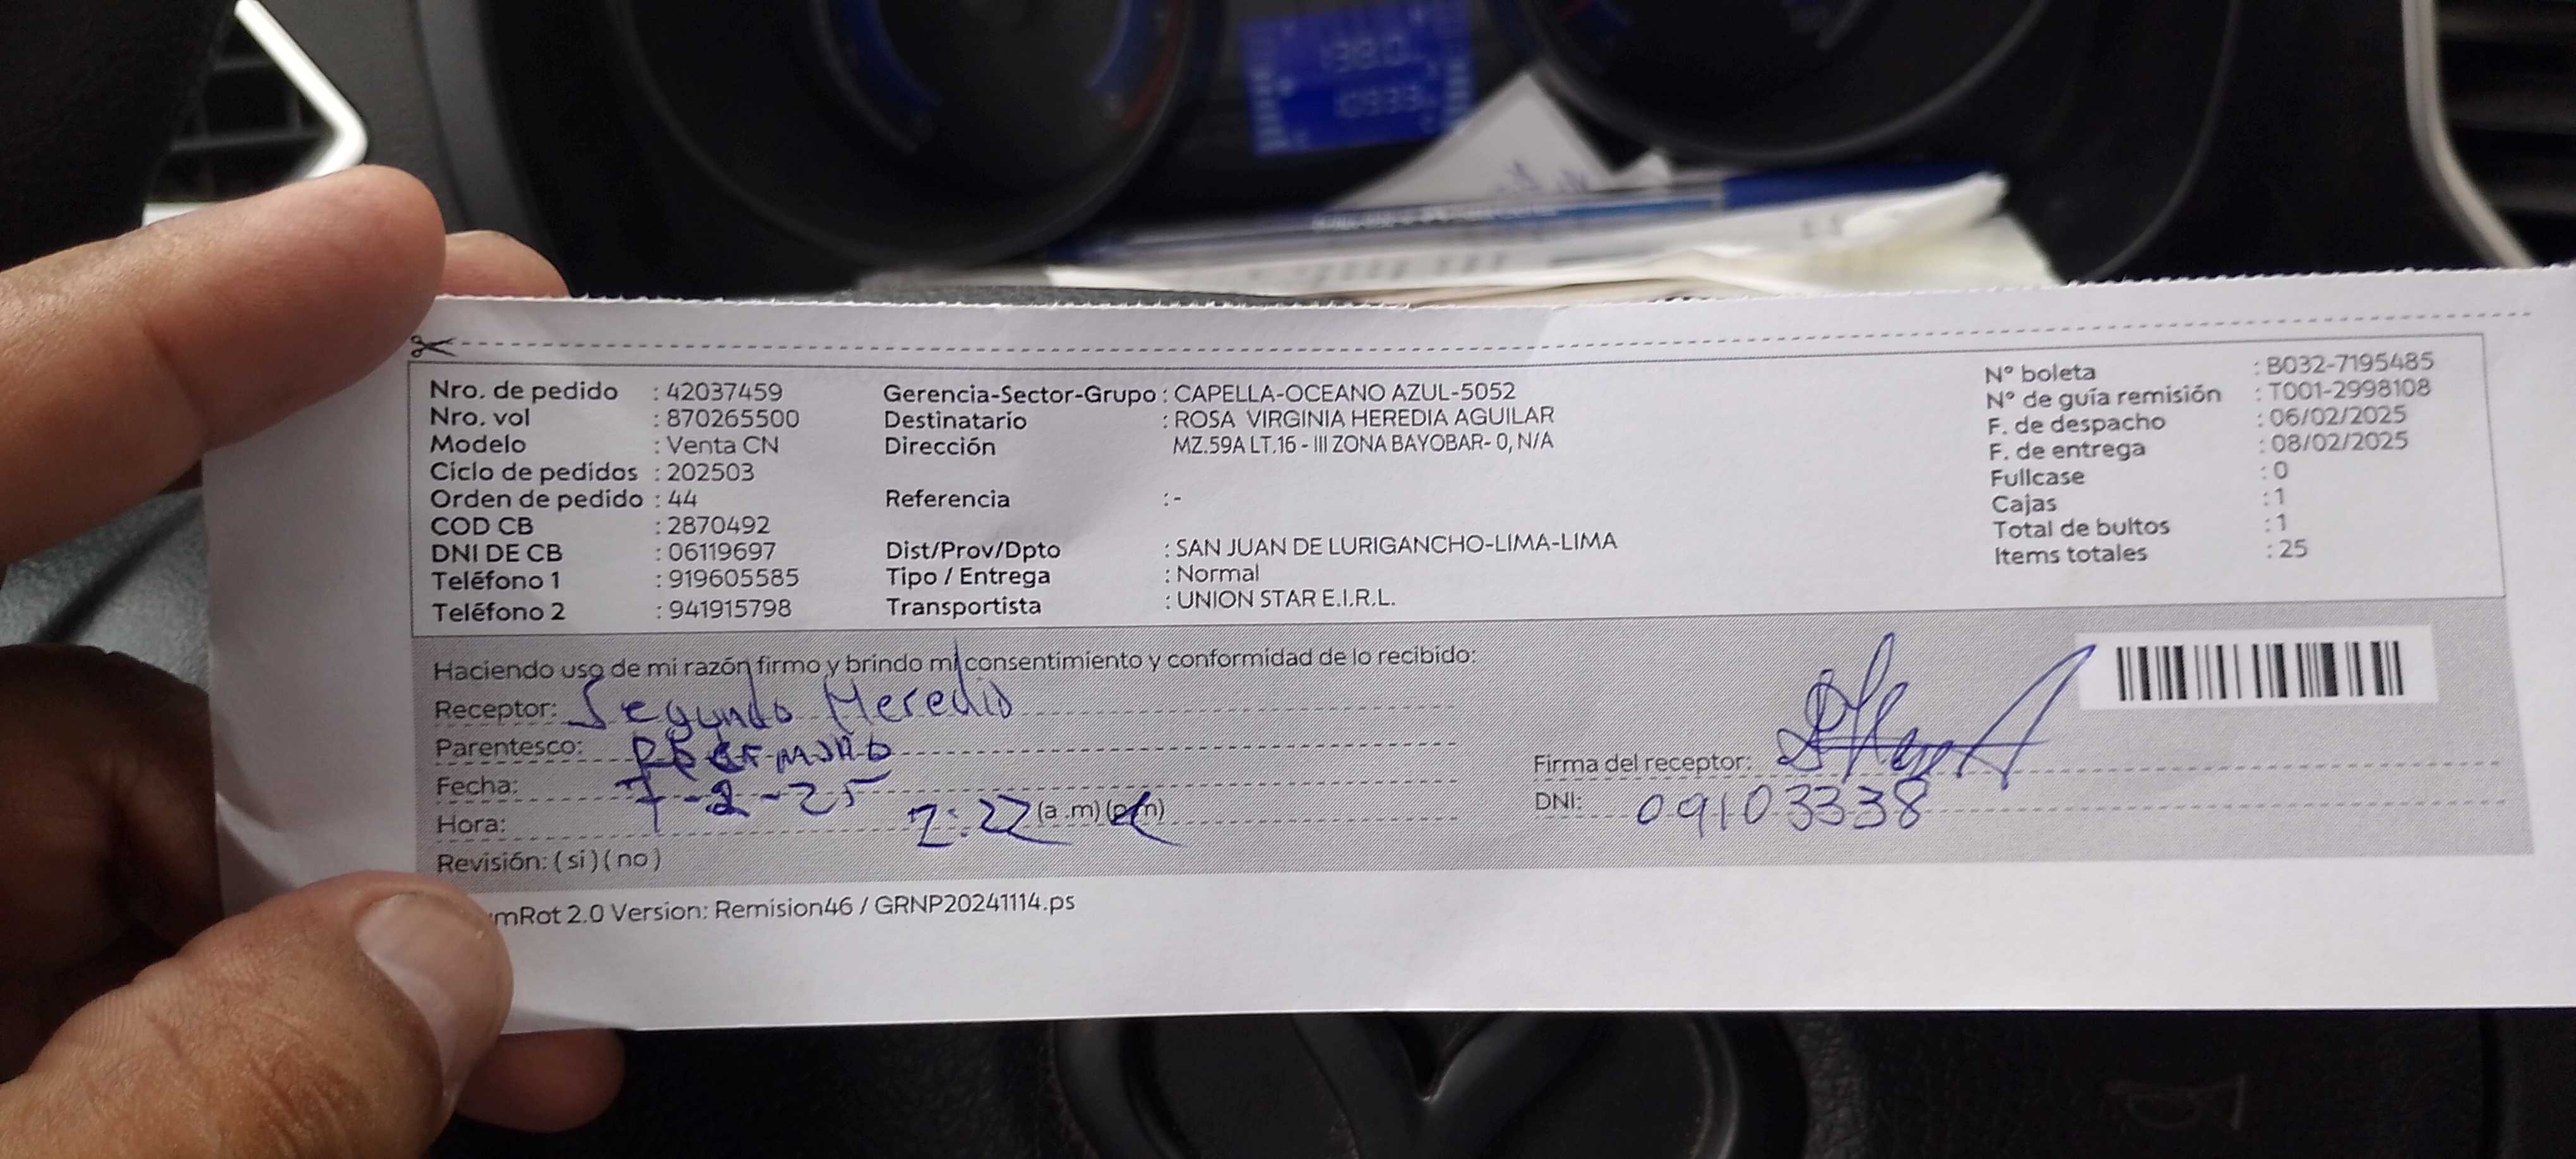 Nro. de pedido : 42037459
Nro. vol : 870265500
Modelo : Venta CN
Ciclo de pedidos : 202503
Orden de pedido : 44
COD CB : 2870492
DNI DE CB : 06119697
Teléfono 1 : 919605585
Teléfono 2 : 941915798
Gerencia-Sector-Grupo : CAPELLA-OCEANO AZUL-5052
Destinatario : ROSA VIRGINIA HEREDIA AGUILAR
Dirección MZ.59A LT.16 - III ZONA BAYOBAR- 0, N/A
Referencia : -
Dist/Prov/Dpto : SAN JUAN DE LURIGANCHO-LIMA-LIMA
Tipo / Entrega : Normal
Transportista : UNION STAR E.I.R.L.
N° boleta : B032-7195485
N° de guía remisión : T001-2998108
F. de despacho : 06/02/2025
F. de entrega : 08/02/2025
Fullcase : 0
Cajas : 1
Total de bultos : 1
Items totales : 25
Haciendo uso de mi razón firmo y brindo mi consentimiento y conformidad de lo recibido:
Receptor: Segundo Heredia
Parentesco:
Fecha: 7-2-25
Hora: 2:22 (a.m) (p.m)
Revisión: ( si ) ( no )
Firma del receptor:
DNI: 09103338
mRot 2.0 Version: Remision46 / GRNP20241114.ps